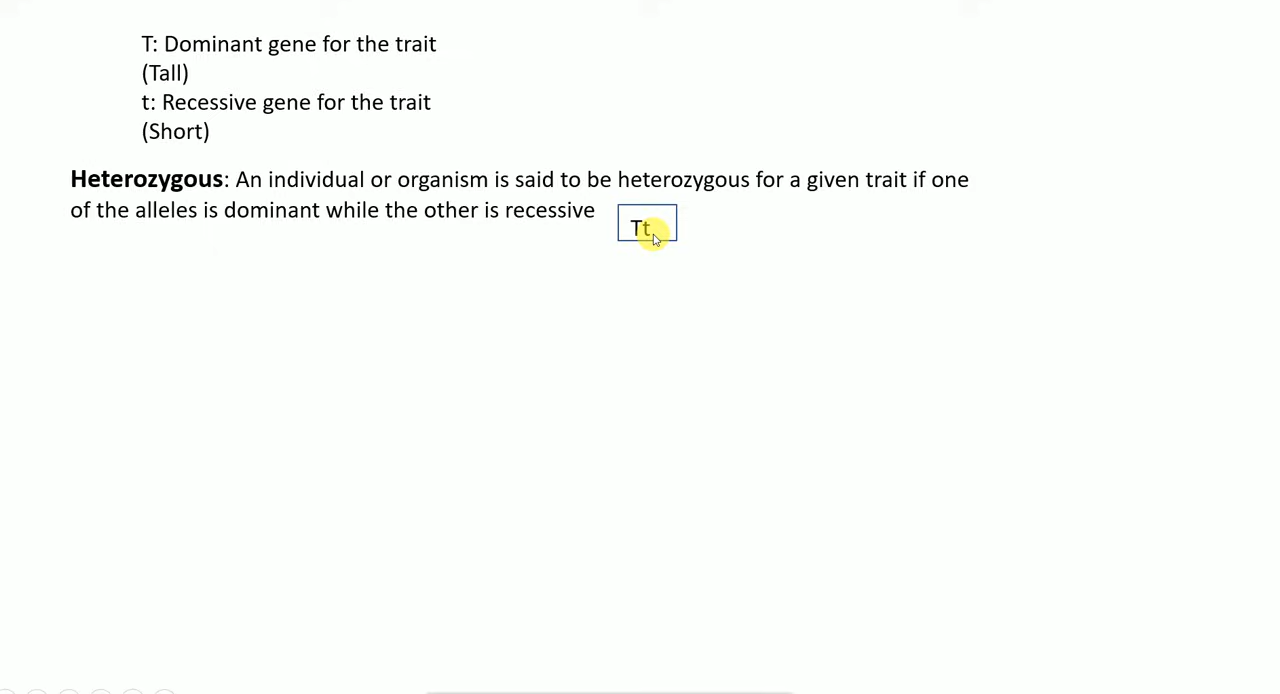 T: Dominant gene for the trait
(Tall)
t: Recessive gene for the trait
(Short)
Heterozygous: An individual or organism is said to be heterozygous for a given trait if one
of the alleles is dominant while the other is recessive
Tt